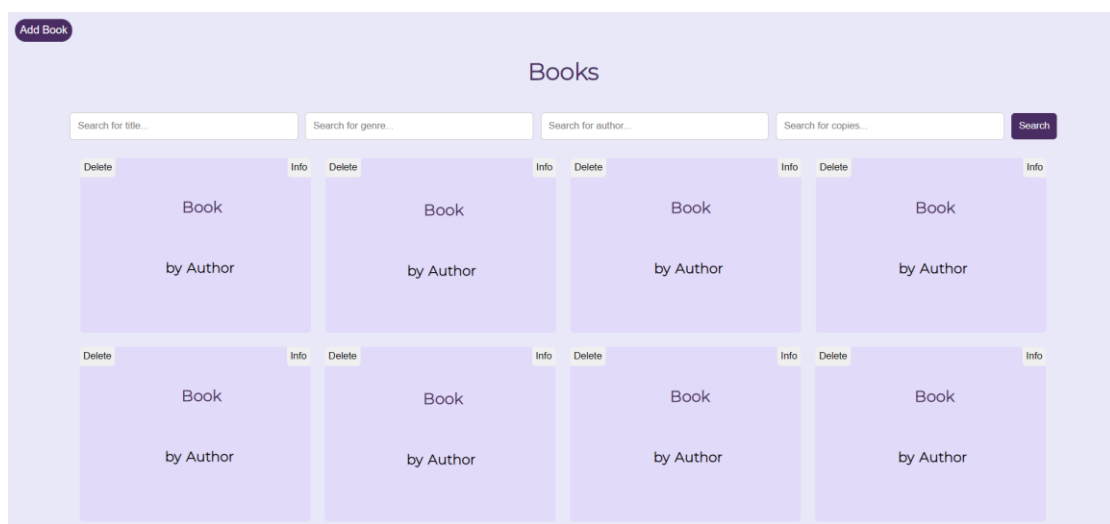 Add Book
Books
Search for title... Search for genre... Search for author... Search for copies... Search
Delete Info Delete Info Delete Info Delete Info
Book Book Book Book
by Author by Author by Author by Author
Delete Info Delete Info Delete Info Delete Info
Book Book Book Book
by Author by Author by Author by Author